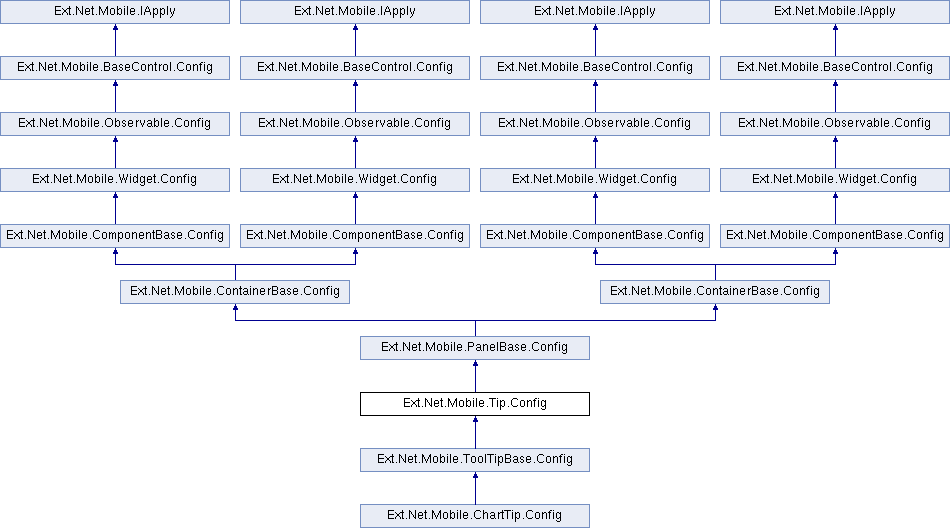 Ext.Net.Mobile.IApply
Ext.Net.Mobile.IApply
Ext.Net.Mobile.IApply
Ext.Net.Mobile.IApply
Ext.Net.Mobile.BaseControl.Config
Ext.Net.Mobile.BaseControl.Config
Ext.Net.Mobile.BaseControl.Config
Ext.Net.Mobile.BaseControl.Config
Ext.Net.Mobile.Observable.Config
Ext.Net.Mobile.Observable.Config
Ext.Net.Mobile.Observable.Config
Ext.Net.Mobile.Observable.Config
Ext.Net.Mobile.Widget.Config
Ext.Net.Mobile.Widget.Config
Ext.Net.Mobile.Widget.Config
Ext.Net.Mobile.Widget.Config
Ext.Net.Mobile.ComponentBase.Config
Ext.Net.Mobile.ComponentBase.Config
Ext.Net.Mobile.ComponentBase.Config
Ext.Net.Mobile.ComponentBase.Config
Ext.Net.Mobile.ContainerBase.Config
Ext.Net.Mobile.ContainerBase.Config
Ext.Net.Mobile.PanelBase.Config
Ext.Net.Mobile.Tip.Config
Ext.Net.Mobile.ToolTipBase.Config
Ext.Net.Mobile.ChartTip.Config